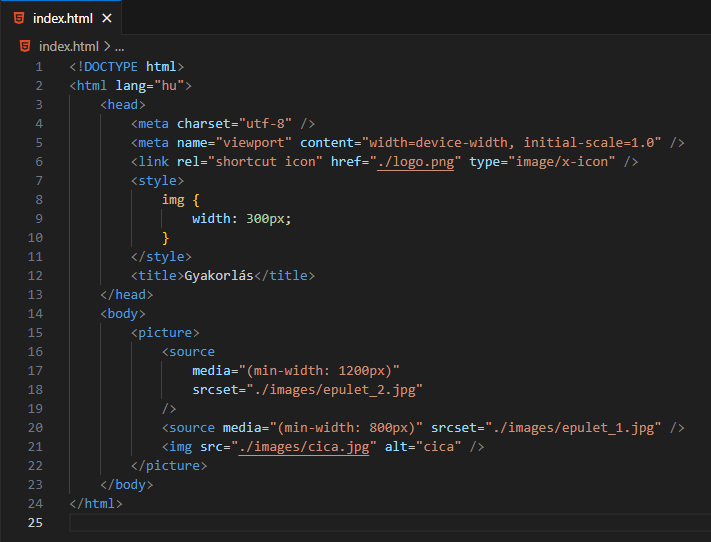 index.html
index.html > ...
1 <!DOCTYPE html>
2 <html lang="hu">
3     <head>
4         <meta charset="utf-8" />
5         <meta name="viewport" content="width=device-width, initial-scale=1.0" />
6         <link rel="shortcut icon" href="./logo.png" type="image/x-icon" />
7         <style>
8             img {
9                 width: 300px;
10             }
11         </style>
12         <title>Gyakorlás</title>
13     </head>
14     <body>
15         <picture>
16             <source
17                 media="(min-width: 1200px)"
18                 srcset="./images/epulet_2.jpg"
19             />
20             <source media="(min-width: 800px)" srcset="./images/epulet_1.jpg" />
21             <img src="./images/cica.jpg" alt="cica" />
22         </picture>
23     </body>
24 </html>
25